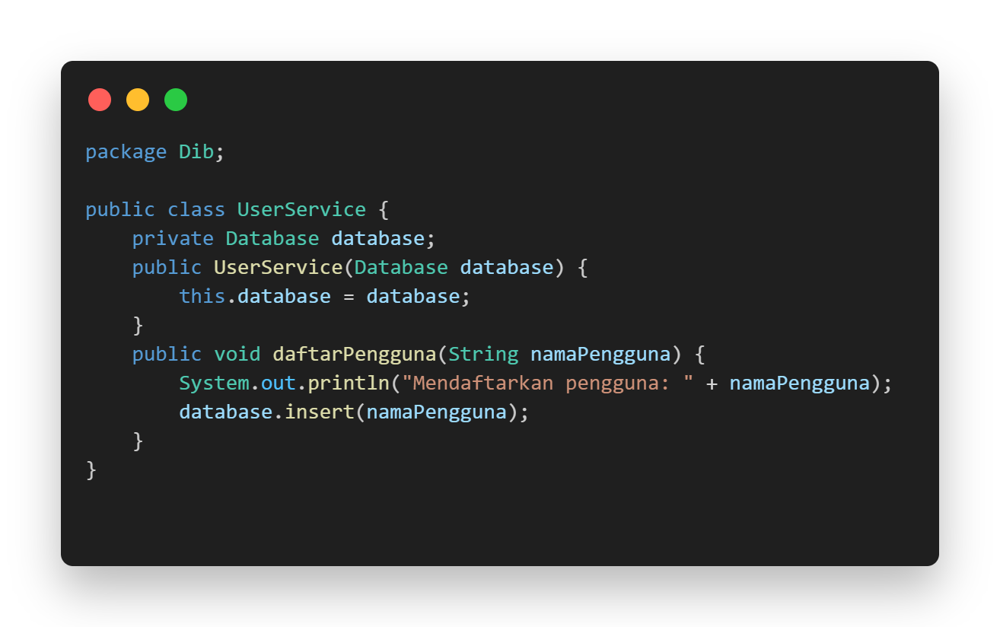 package Dib;
public class UserService {
    private Database database;
    public UserService(Database database) {
        this.database = database;
    }
    public void daftarPengguna(String namaPengguna) {
        System.out.println("Mendaftarkan pengguna: " + namaPengguna);
        database.insert(namaPengguna);
    }
}